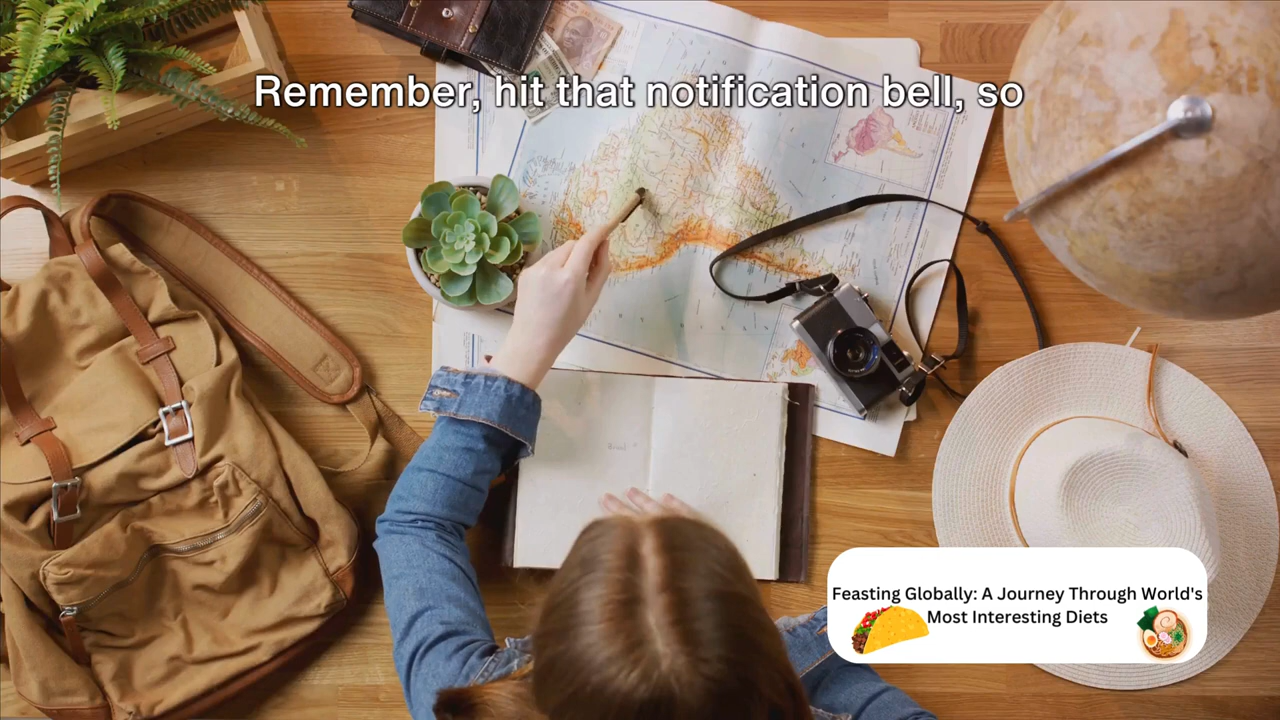 Remember, hit that notification bell, so
Feasting Globally: A Journey Through World's
Most Interesting Diets